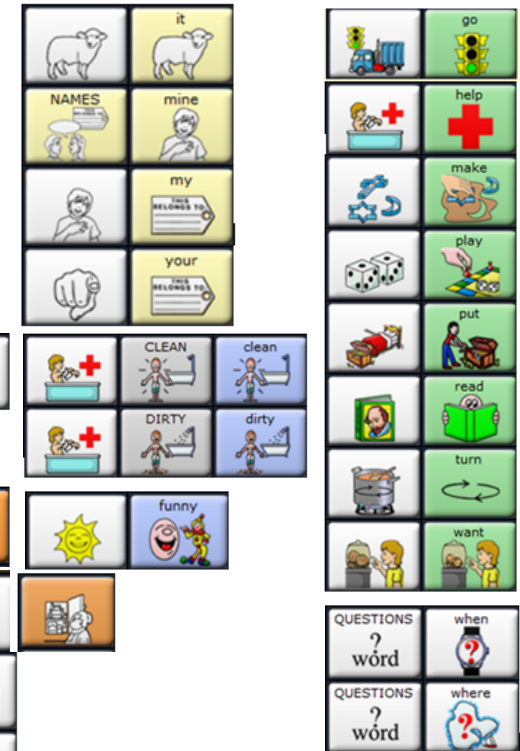 it
NAMES
mine
my
THIS
BELONGS TO
your
THIS
BELONGS TO
CLEAN
clean
DIRTY
dirty
funny
go
help
make
play
put
read
turn
want
QUESTIONS
?
word
when
?
QUESTIONS
?
word
where
?